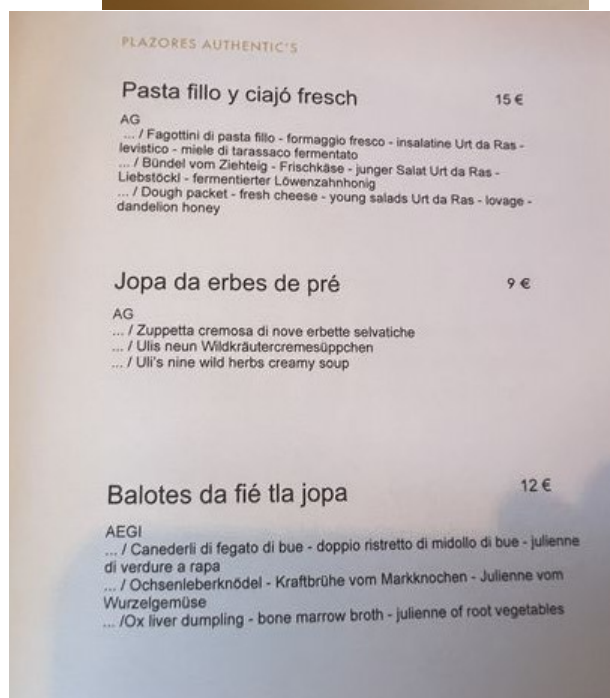 PLAZORES AUTHENTIC'S
Pasta fillo y ciajó fresch
15 €
AG
... / Fagottini di pasta fillo - formaggio fresco - insalatine Urt da Ras -
levistico - miele di tarassaco fermentato
... / Bündel vom Ziehteig - Frischkäse - junger Salat Urt da Ras -
Liebstöckl - fermentierter Löwenzahnhonig
... / Dough packet - fresh cheese - young salads Urt da Ras - lovage -
dandelion honey
Jopa da erbes de pré
9 €
AG
... / Zuppetta cremosa di nove erbette selvatiche
... / Ulis neun Wildkräutercremesüppchen
... / Uli's nine wild herbs creamy soup
Balotes da fié tla jopa
12 €
AEGI
... / Canederli di fegato di bue - doppio ristretto di midollo di bue - julienne
di verdure a rapa
... / Ochsenleberknödel - Kraftbrühe vom Markknochen - Julienne vom
Wurzelgemüse
... /Ox liver dumpling - bone marrow broth - julienne of root vegetables